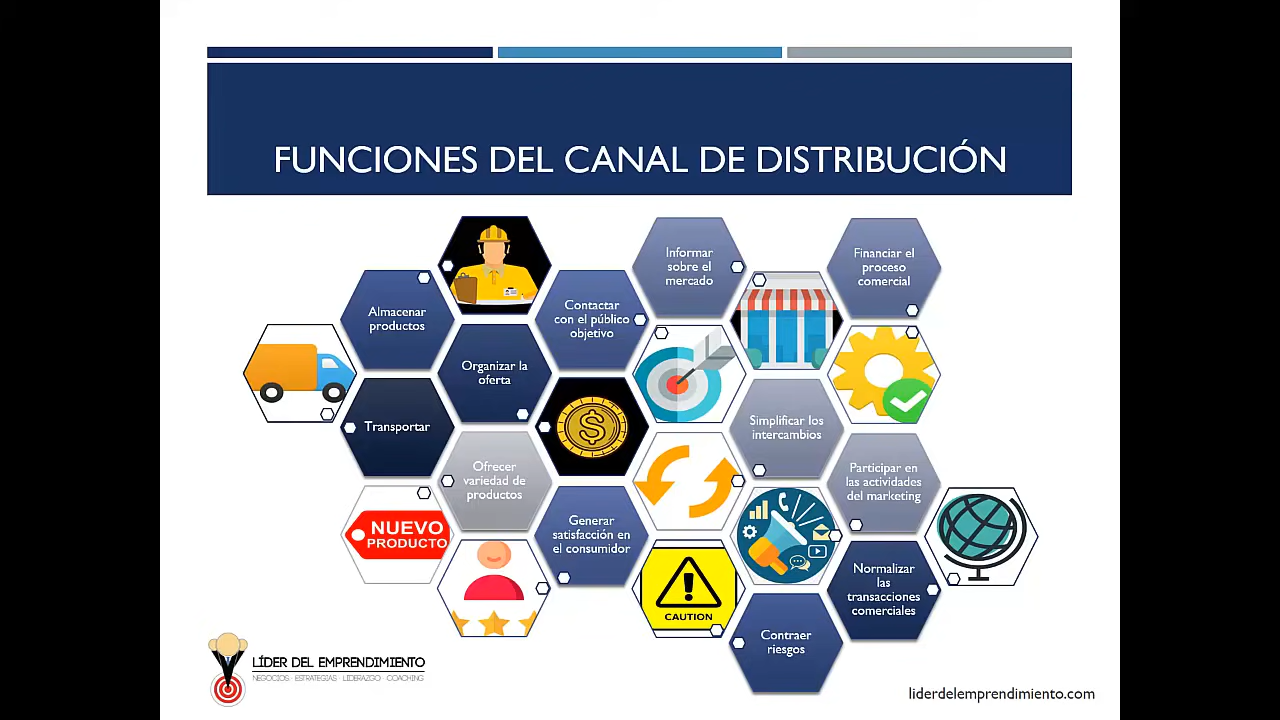 FUNCIONES DEL CANAL DE DISTRIBUCIÓN
Informar
sobre el
mercado
Financiar el
proceso
comercial
Almacenar
productos
Contactar
con el público
objetivo
Organizar la
oferta
Transportar
Simplificar los
intercambios
Ofrecer
variedad de
productos
Participar en
las actividades
del marketing
NUEVO
PRODUCTO
Generar
satisfacción en
el consumidor
Normalizar
las
transacciones
comerciales
CAUTION
Contraer
riesgos
LÍDER DEL EMPRENDIMIENTO
NEGOCIOS · ESTRATEGIAS · LIDERAZGO · COACHING
liderdelemprendimiento.com